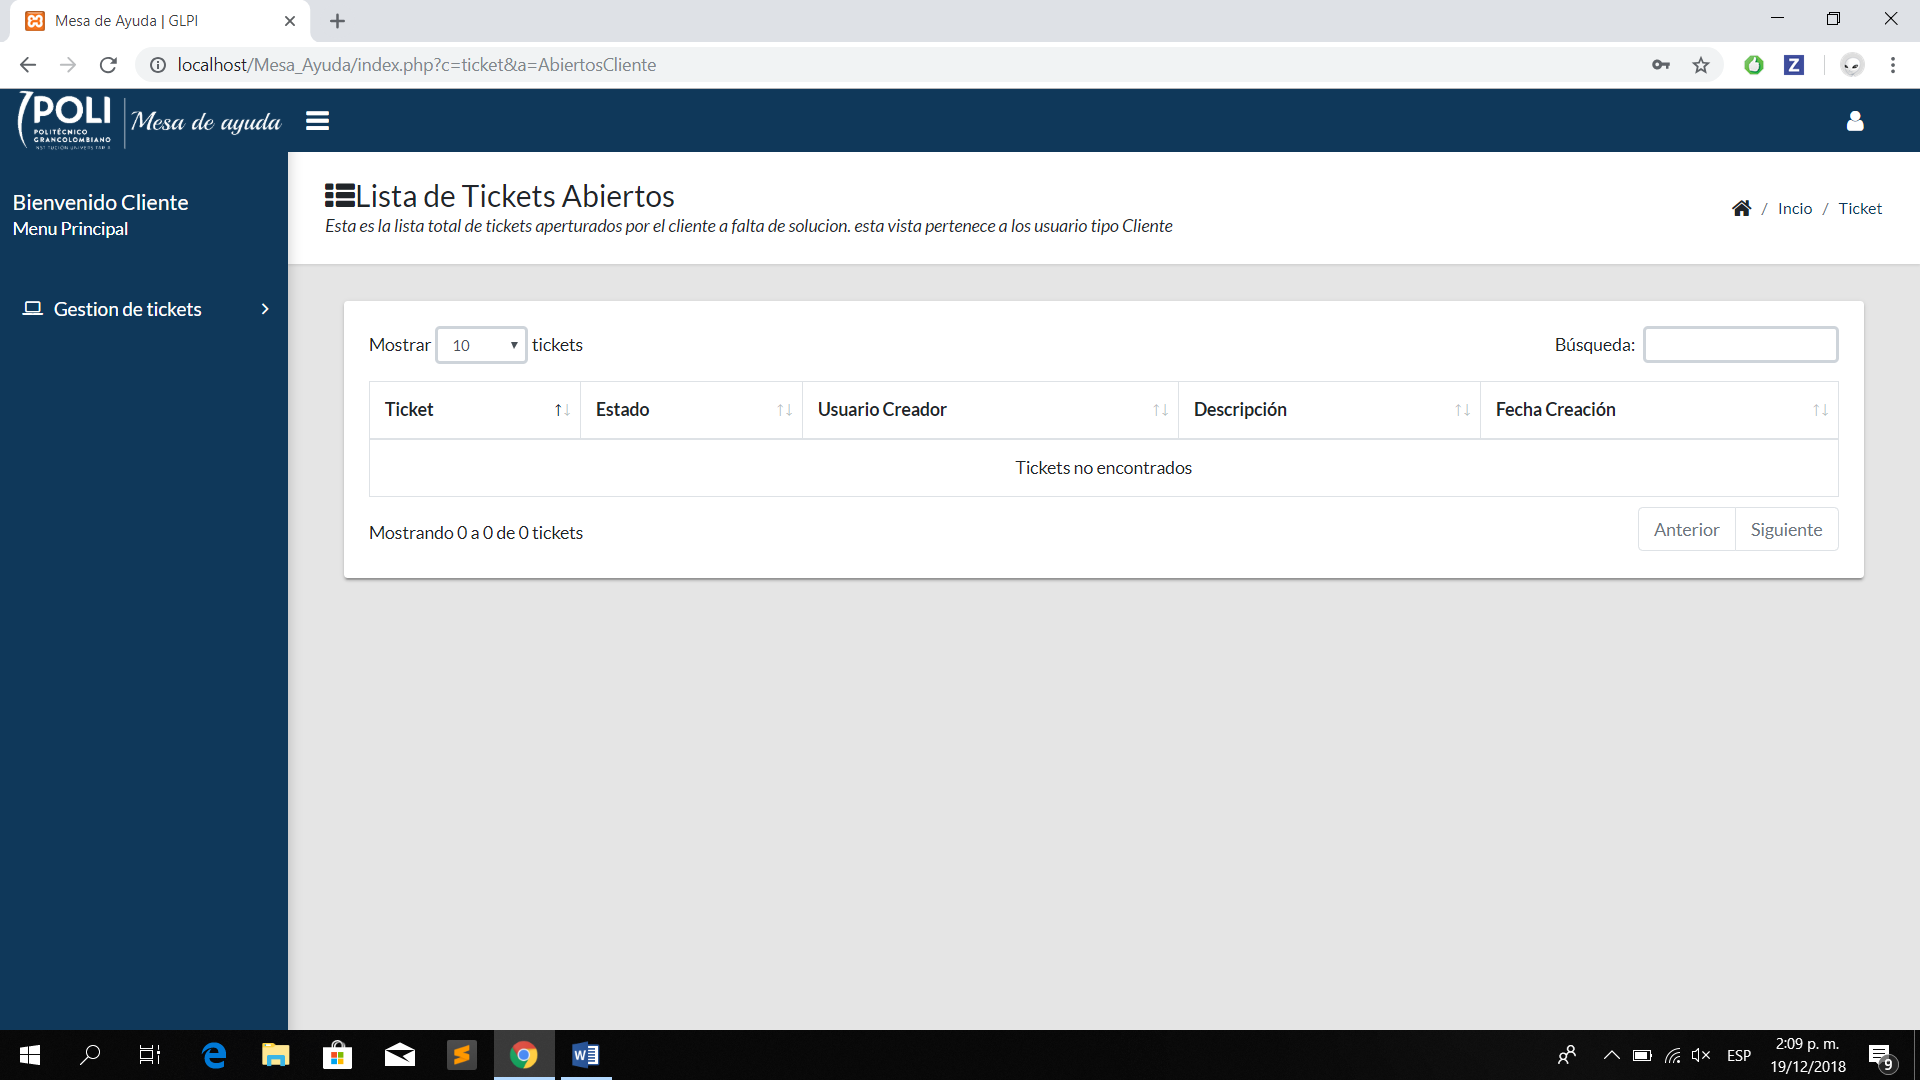 Mesa de Ayuda | GLPI
localhost/Mesa_Ayuda/index.php?c=ticket&a=AbiertosCliente
POLI
POLITÉCNICO
GRANCOLOMBIANO
Mesa de ayuda
Bienvenido Cliente
Menu Principal
Gestion de tickets
Lista de Tickets Abiertos
Esta es la lista total de tickets aperturados por el cliente a falta de solucion. esta vista pertenece a los usuario tipo Cliente
/ Incio / Ticket
Mostrar 10 tickets
Búsqueda:
Ticket Estado Usuario Creador Descripción Fecha Creación
Tickets no encontrados
Mostrando 0 a 0 de 0 tickets
Anterior Siguiente
ESP
2:09 p. m.
19/12/2018
9